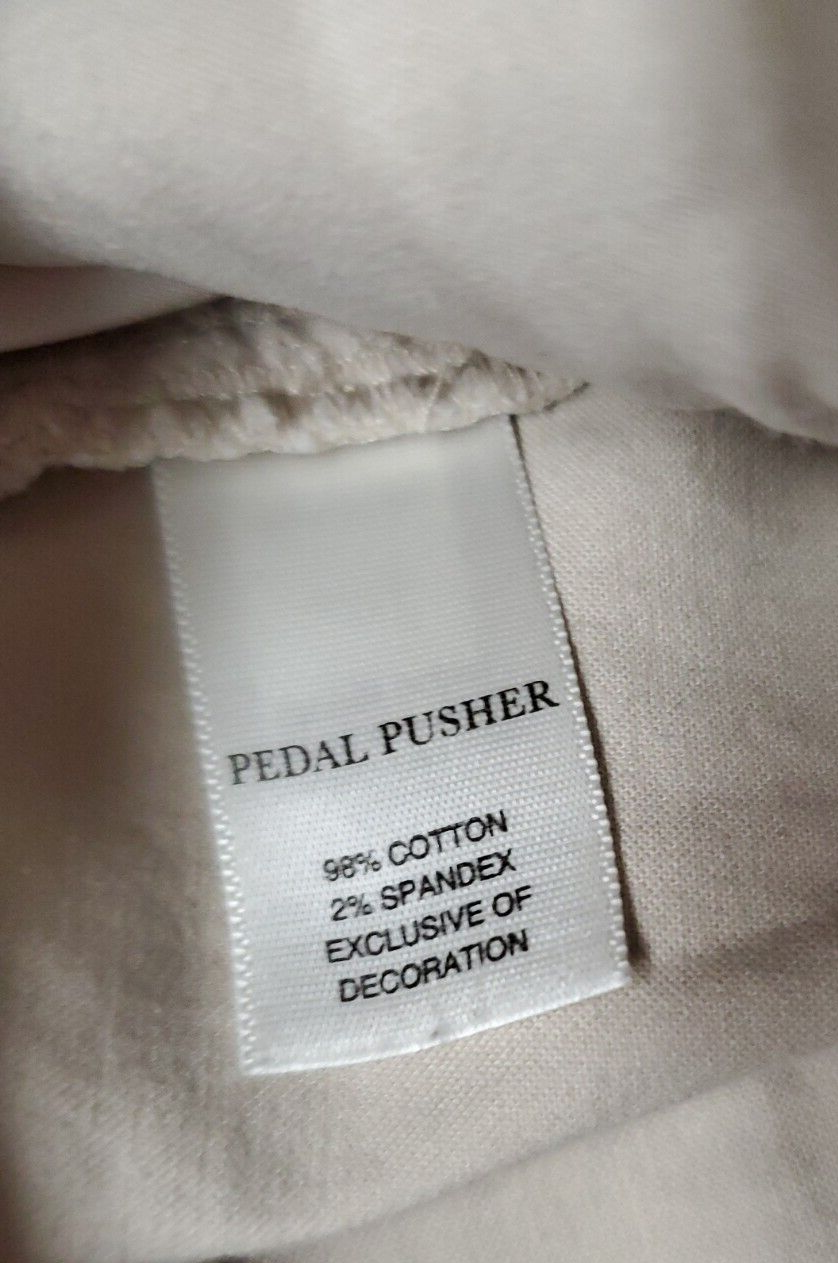 PEDAL PUSHER
98% COTTON
2% SPANDEX
EXCLUSIVE OF
DECORATION